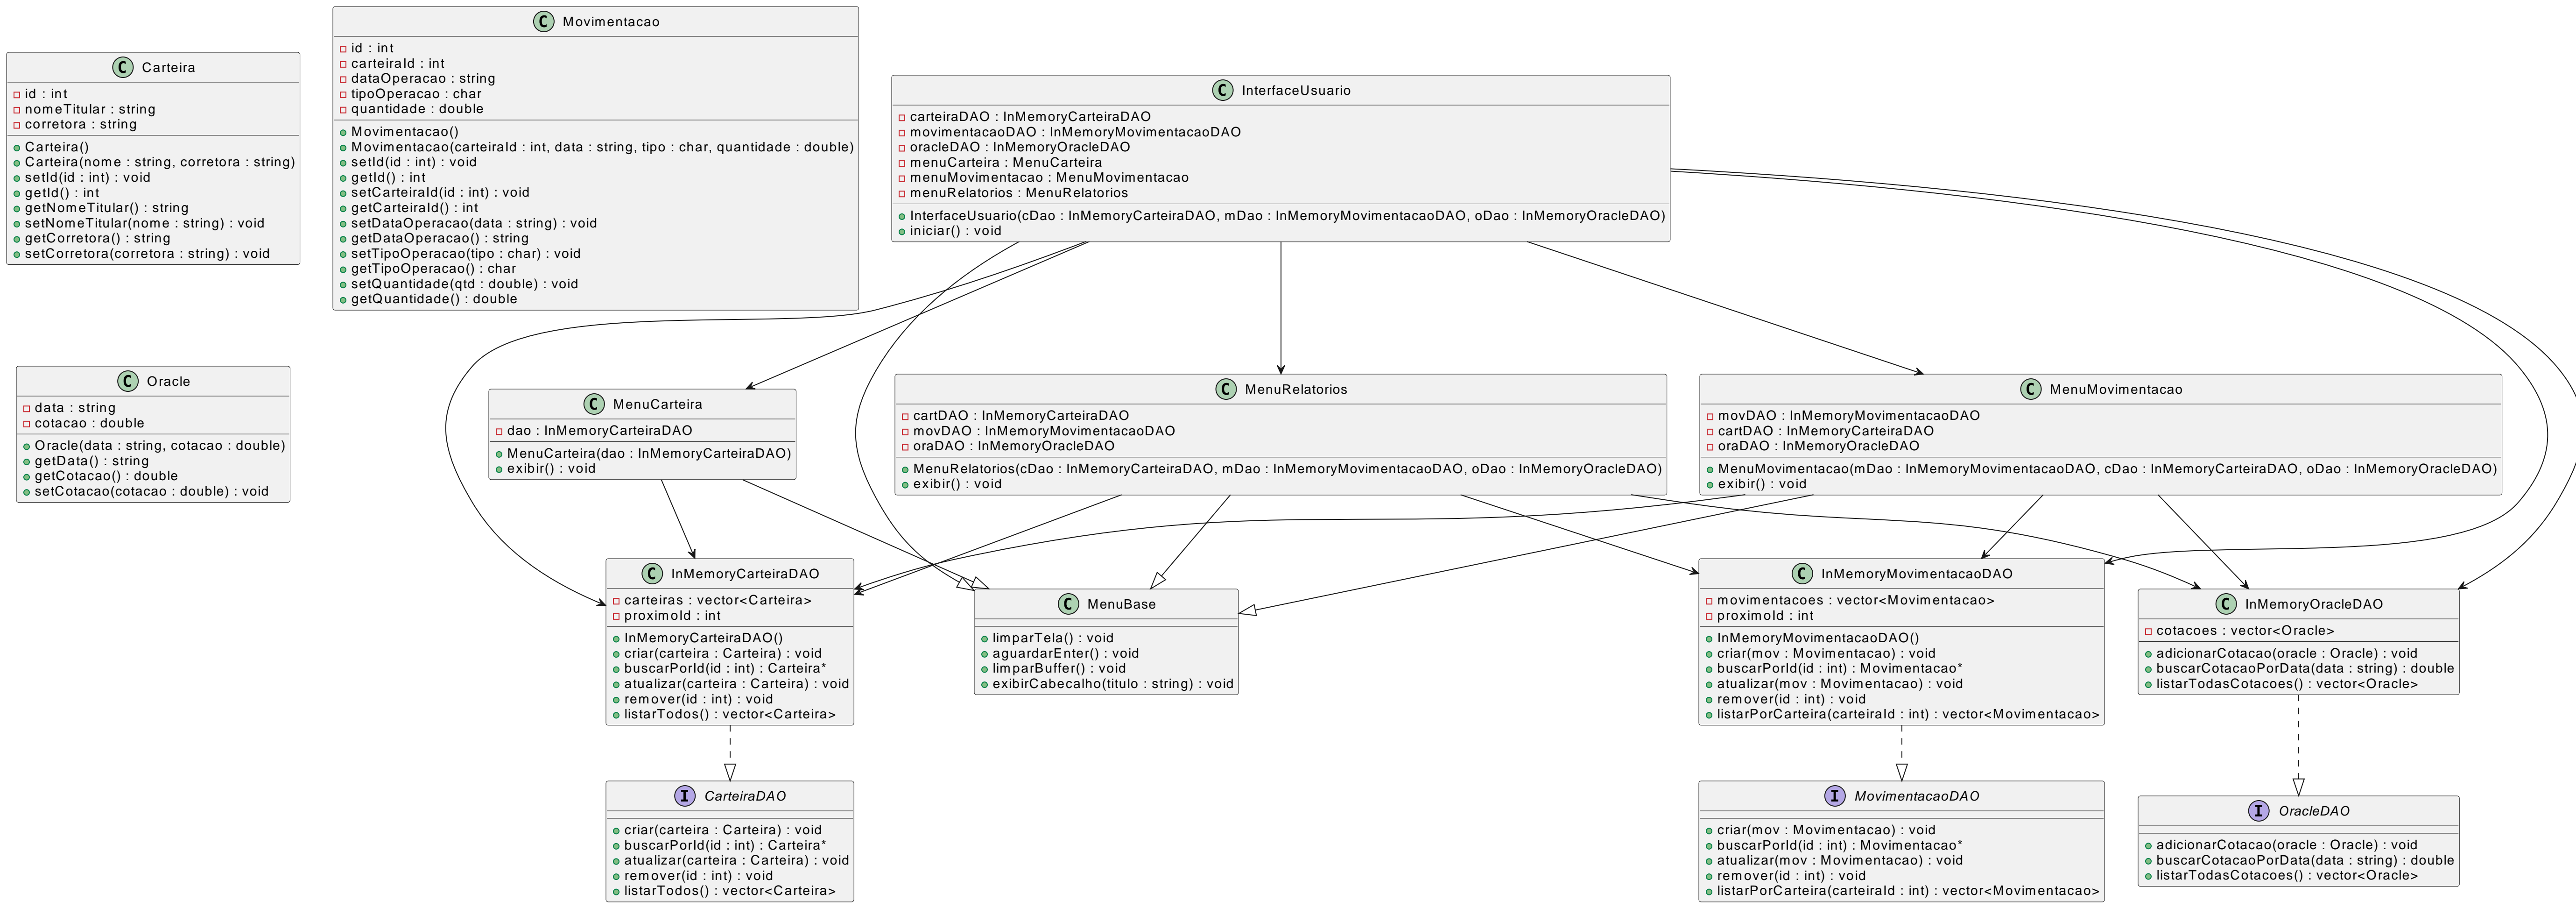 C Movimentacao
id : int
carteiraId : int
dataOperacao : string
tipoOperacao : char
quantidade : double
Movimentacao()
Movimentacao(carteiraId : int, data : string, tipo : char, quantidade : double)
setId(id : int) : void
getId() : int
setCarteiraId(id : int) : void
getCarteiraId() : int
setDataOperacao(data : string) : void
getDataOperacao() : string
setTipoOperacao(tipo : char) : void
getTipoOperacao() : char
setQuantidade(qtd : double) : void
getQuantidade() : double
C Carteira
id : int
nomeTitular : string
corretora : string
Carteira()
Carteira(nome : string, corretora : string)
setId(id : int) : void
getId() : int
getNomeTitular() : string
setNomeTitular(nome : string) : void
getCorretora() : string
setCorretora(corretora : string) : void
C InterfaceUsuario
carteiraDAO : InMemoryCarteiraDAO
movimentacaoDAO : InMemoryMovimentacaoDAO
oracleDAO : InMemoryOracleDAO
menuCarteira : MenuCarteira
menuMovimentacao : MenuMovimentacao
menuRelatorios : MenuRelatorios
InterfaceUsuario(cDao : InMemoryCarteiraDAO, mDao : InMemoryMovimentacaoDAO, oDao : InMemoryOracleDAO)
iniciar() : void
C Oracle
data : string
cotacao : double
Oracle(data : string, cotacao : double)
getData() : string
getCotacao() : double
setCotacao(cotacao : double) : void
C MenuCarteira
dao : InMemoryCarteiraDAO
MenuCarteira(dao : InMemoryCarteiraDAO)
exibir() : void
C MenuRelatorios
cartDAO : InMemoryCarteiraDAO
movDAO : InMemoryMovimentacaoDAO
oraDAO : InMemoryOracleDAO
MenuRelatorios(cDao : InMemoryCarteiraDAO, mDao : InMemoryMovimentacaoDAO, oDao : InMemoryOracleDAO)
exibir() : void
C MenuMovimentacao
movDAO : InMemoryMovimentacaoDAO
cartDAO : InMemoryCarteiraDAO
oraDAO : InMemoryOracleDAO
MenuMovimentacao(mDao : InMemoryMovimentacaoDAO, cDao : InMemoryCarteiraDAO, oDao : InMemoryOracleDAO)
exibir() : void
C InMemoryCarteiraDAO
carteiras : vector<Carteira>
proximoId : int
InMemoryCarteiraDAO()
criar(carteira : Carteira) : void
buscarPorId(id : int) : Carteira*
atualizar(carteira : Carteira) : void
remover(id : int) : void
listarTodos() : vector<Carteira>
C MenuBase
limparTela() : void
aguardarEnter() : void
limparBuffer() : void
exibirCabecalho(titulo : string) : void
C InMemoryMovimentacaoDAO
movimentacoes : vector<Movimentacao>
proximoId : int
InMemoryMovimentacaoDAO()
criar(mov : Movimentacao) : void
buscarPorId(id : int) : Movimentacao*
atualizar(mov : Movimentacao) : void
remover(id : int) : void
listarPorCarteira(carteiraId : int) : vector<Movimentacao>
C InMemoryOracleDAO
cotacoes : vector<Oracle>
adicionarCotacao(oracle : Oracle) : void
buscarCotacaoPorData(data : string) : double
listarTodasCotacoes() : vector<Oracle>
I CarteiraDAO
criar(carteira : Carteira) : void
buscarPorId(id : int) : Carteira*
atualizar(carteira : Carteira) : void
remover(id : int) : void
listarTodos() : vector<Carteira>
I MovimentacaoDAO
criar(mov : Movimentacao) : void
buscarPorId(id : int) : Movimentacao*
atualizar(mov : Movimentacao) : void
remover(id : int) : void
listarPorCarteira(carteiraId : int) : vector<Movimentacao>
I OracleDAO
adicionarCotacao(oracle : Oracle) : void
buscarCotacaoPorData(data : string) : double
listarTodasCotacoes() : vector<Oracle>